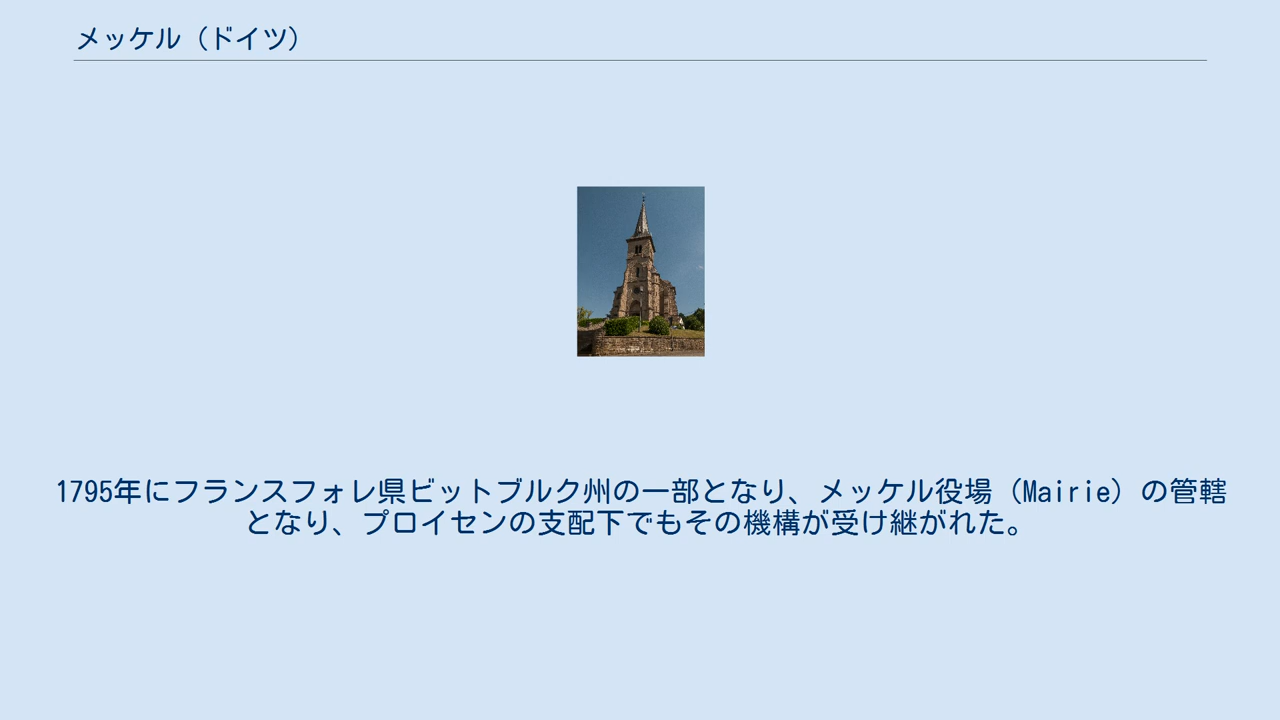 メッケル（ドイツ）
1795年にフランスフォレ県ビットブルク州の一部となり、メッケル役場（Mairie）の管轄
となり、プロイセンの支配下でもその機構が受け継がれた。